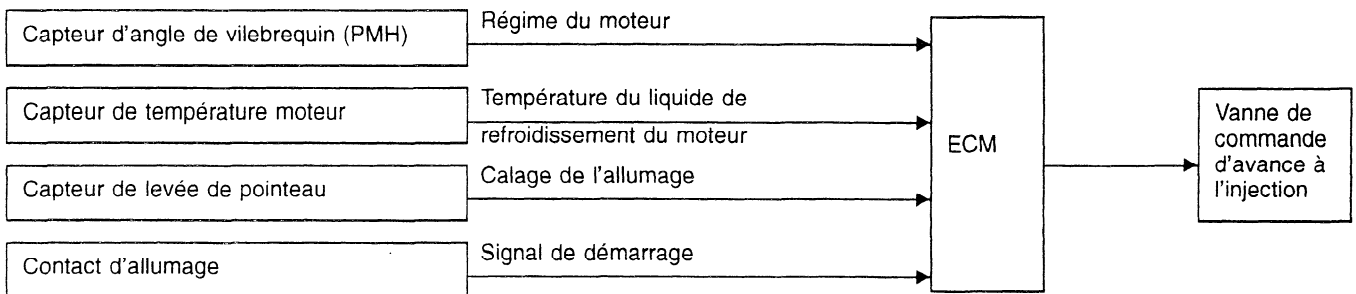 Capteur d'angle de vilebrequin (PMH)
Régime du moteur
Capteur de température moteur
Température du liquide de
refroidissement du moteur
Capteur de levée de pointeau
Calage de l'allumage
Contact d'allumage
Signal de démarrage
ECM
Vanne de
commande
d'avance à
l'injection